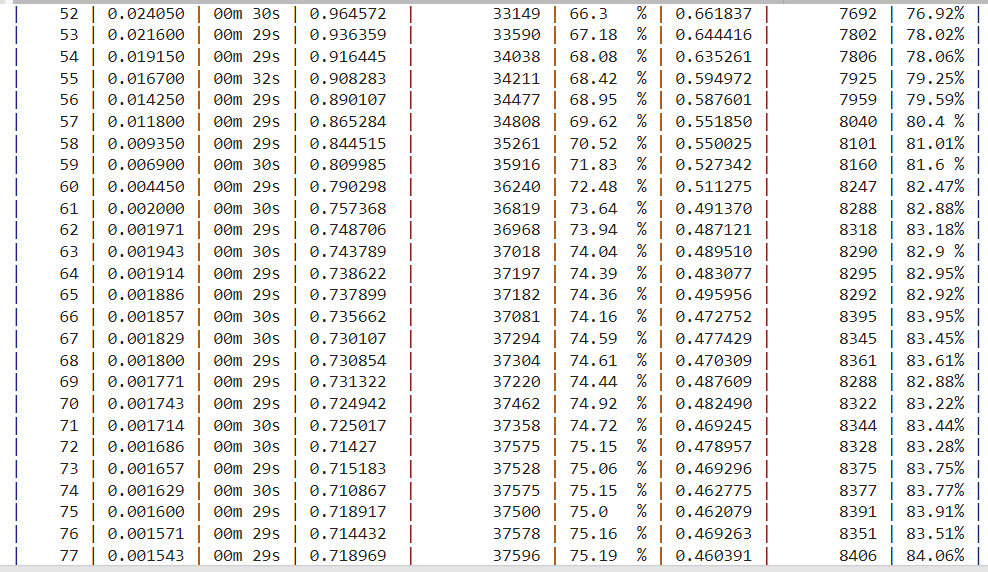 | 52 | 0.024050 | 00m 30s | 0.964572 | 33149 | 66.3 % | 0.661837 | 7692 | 76.92% |
| 53 | 0.021600 | 00m 29s | 0.936359 | 33590 | 67.18 % | 0.644416 | 7802 | 78.02% |
| 54 | 0.019150 | 00m 29s | 0.916445 | 34038 | 68.08 % | 0.635261 | 7806 | 78.06% |
| 55 | 0.016700 | 00m 32s | 0.908283 | 34211 | 68.42 % | 0.594972 | 7925 | 79.25% |
| 56 | 0.014250 | 00m 29s | 0.890107 | 34477 | 68.95 % | 0.587601 | 7959 | 79.59% |
| 57 | 0.011800 | 00m 29s | 0.865284 | 34808 | 69.62 % | 0.551850 | 8040 | 80.4 % |
| 58 | 0.009350 | 00m 29s | 0.844515 | 35261 | 70.52 % | 0.550025 | 8101 | 81.01% |
| 59 | 0.006900 | 00m 30s | 0.809985 | 35916 | 71.83 % | 0.527342 | 8160 | 81.6 % |
| 60 | 0.004450 | 00m 29s | 0.790298 | 36240 | 72.48 % | 0.511275 | 8247 | 82.47% |
| 61 | 0.002000 | 00m 30s | 0.757368 | 36819 | 73.64 % | 0.491370 | 8288 | 82.88% |
| 62 | 0.001971 | 00m 29s | 0.748706 | 36968 | 73.94 % | 0.487121 | 8318 | 83.18% |
| 63 | 0.001943 | 00m 30s | 0.743789 | 37018 | 74.04 % | 0.489510 | 8290 | 82.9 % |
| 64 | 0.001914 | 00m 29s | 0.738622 | 37197 | 74.39 % | 0.483077 | 8295 | 82.95% |
| 65 | 0.001886 | 00m 29s | 0.737899 | 37182 | 74.36 % | 0.495956 | 8292 | 82.92% |
| 66 | 0.001857 | 00m 30s | 0.735662 | 37081 | 74.16 % | 0.472752 | 8395 | 83.95% |
| 67 | 0.001829 | 00m 30s | 0.730107 | 37294 | 74.59 % | 0.477429 | 8345 | 83.45% |
| 68 | 0.001800 | 00m 29s | 0.730854 | 37304 | 74.61 % | 0.470309 | 8361 | 83.61% |
| 69 | 0.001771 | 00m 29s | 0.731322 | 37220 | 74.44 % | 0.487609 | 8288 | 82.88% |
| 70 | 0.001743 | 00m 29s | 0.724942 | 37462 | 74.92 % | 0.482490 | 8322 | 83.22% |
| 71 | 0.001714 | 00m 30s | 0.725017 | 37358 | 74.72 % | 0.469245 | 8344 | 83.44% |
| 72 | 0.001686 | 00m 30s | 0.71427 | 37575 | 75.15 % | 0.478957 | 8328 | 83.28% |
| 73 | 0.001657 | 00m 29s | 0.715183 | 37528 | 75.06 % | 0.469296 | 8375 | 83.75% |
| 74 | 0.001629 | 00m 30s | 0.710867 | 37575 | 75.15 % | 0.462775 | 8377 | 83.77% |
| 75 | 0.001600 | 00m 29s | 0.718917 | 37500 | 75.0 % | 0.462079 | 8391 | 83.91% |
| 76 | 0.001571 | 00m 29s | 0.714432 | 37578 | 75.16 % | 0.469263 | 8351 | 83.51% |
| 77 | 0.001543 | 00m 29s | 0.718969 | 37596 | 75.19 % | 0.460391 | 8406 | 84.06% |